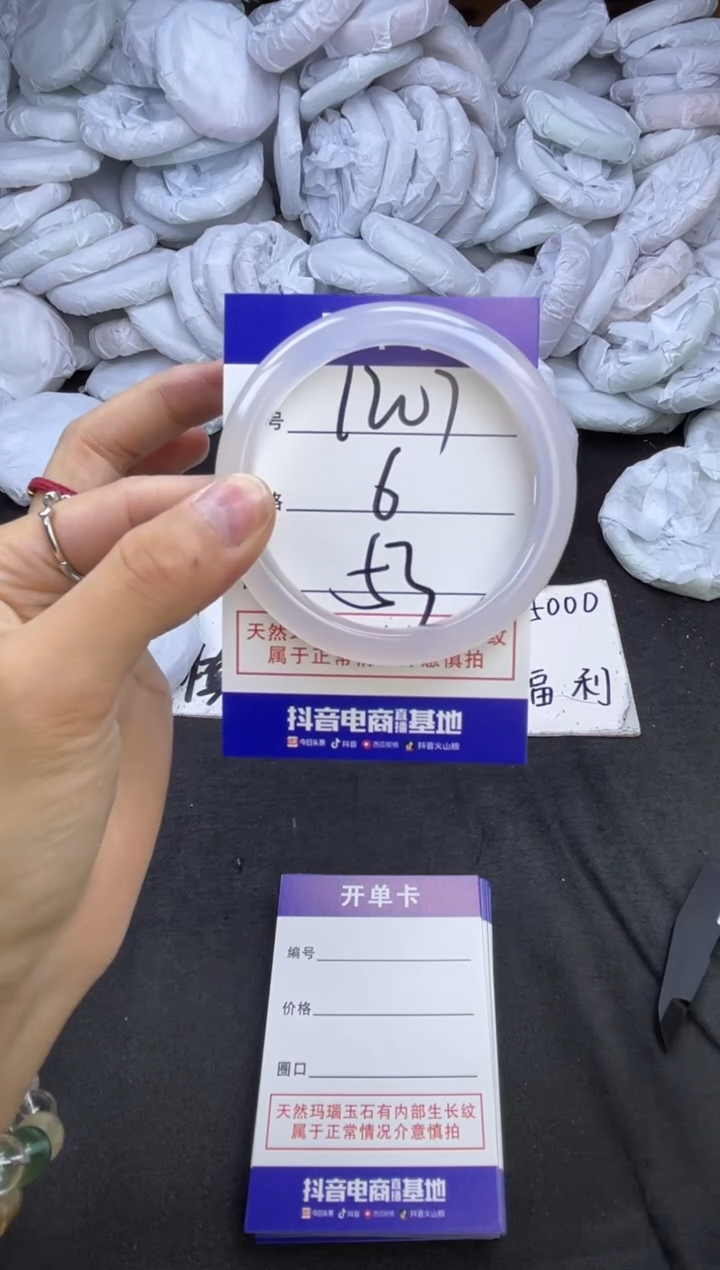 号
6
53
天然
纹
属于正常 意慎拍
抖音电商直播基地
今日头条 抖音 西瓜视频 抖音火山版
5000
福利
开单卡
编号
价格
圈口
天然玛瑙玉石有内部生长纹
属于正常情况介意慎拍
抖音电商直播基地
今日头条 抖音 西瓜视频 抖音火山版